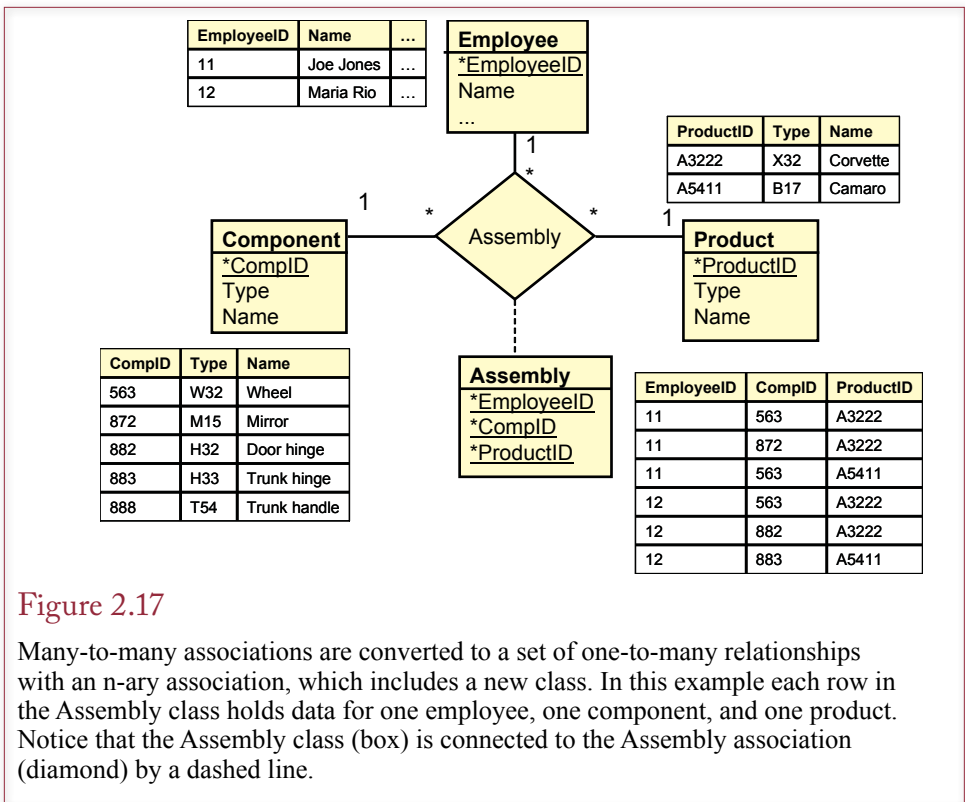 EmployeeID Name ...
11 Joe Jones ...
12 Maria Rio ...
Employee
*EmployeeID
Name
...
1
*
ProductID Type Name
A3222 X32 Corvette
A5411 B17 Camaro
1
*
Assembly
*
1
Component
*CompID
Type
Name
Product
*ProductID
Type
Name
CompID Type Name
563 W32 Wheel
872 M15 Mirror
882 H32 Door hinge
883 H33 Trunk hinge
888 T54 Trunk handle
Assembly
*EmployeeID
*CompID
*ProductID
EmployeeID CompID ProductID
11 563 A3222
11 872 A3222
11 563 A5411
12 563 A3222
12 882 A3222
12 883 A5411
Figure 2.17
Many-to-many associations are converted to a set of one-to-many relationships
with an n-ary association, which includes a new class. In this example each row in
the Assembly class holds data for one employee, one component, and one product.
Notice that the Assembly class (box) is connected to the Assembly association
(diamond) by a dashed line.